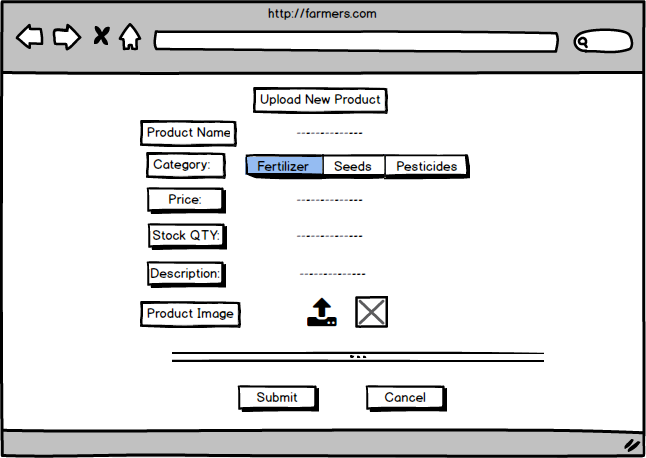 http://farmers.com
Upload New Product
Product Name
Category: Fertilizer Seeds Pesticides
Price:
Stock QTY:
Description:
Product Image
Submit Cancel